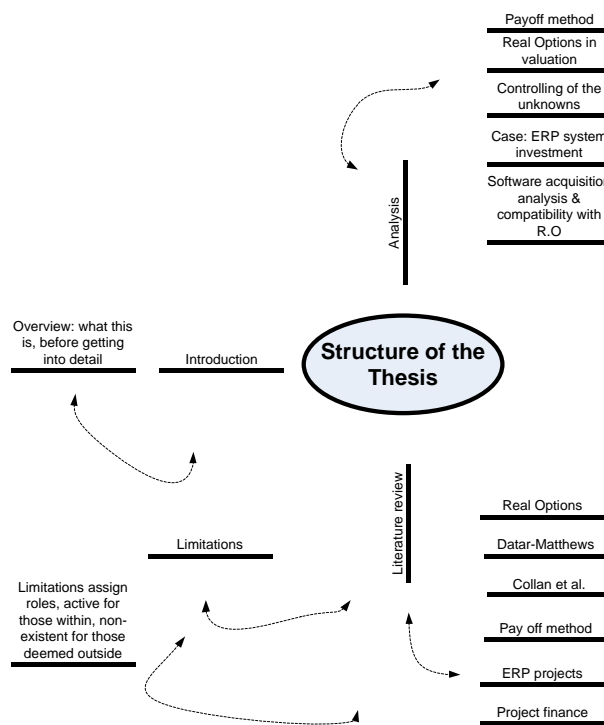 Payoff method
Real Options in
valuation
Controlling of the
unknowns
Case: ERP system
investment
Software acquisition
analysis &
compatibility with
R.O
Analysis
Structure of the
Thesis
Overview: what this
is, before getting
into detail
Introduction
Literature review
Limitations
Limitations assign
roles, active for
those within, non-
existent for those
deemed outside
Real Options
Datar-Matthews
Collan et al.
Pay off method
ERP projects
Project finance